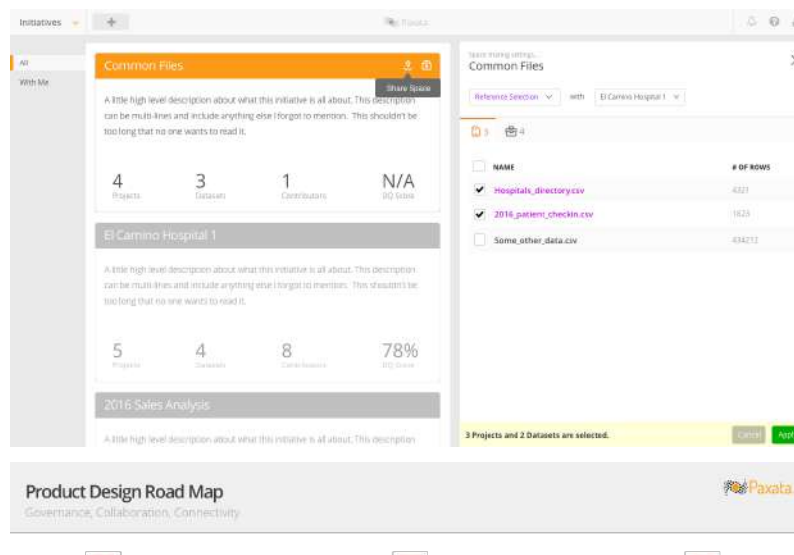 Initiatives
Paxata
All
With Me
Common Files
Share Space
A little high level description about what this initiative is all about. This description
can be multi-lines and include anything else I forgot to mention. This shouldn't be
too long that no one wants to read it.
4 3 1 N/A
Projects Datasets Contributors DQ Score
El Camino Hospital 1
A little high level description about what this initiative is all about. This description
can be multi-lines and include anything else I forgot to mention. This shouldn't be
too long that no one wants to read it.
5 4 8 78%
Projects Datasets Contributors DQ Score
2016 Sales Analysis
A little high level description about what this initiative is all about. This description
Space sharing settings...
Common Files
Reference Selection with El Camino Hospital 1
3 4
NAME # OF ROWS
Hospitals_directory.csv 4321
2016_patient_checkin.csv 1623
Some_other_data.csv 434212
3 Projects and 2 Datasets are selected. Cancel
Product Design Road Map
Governance, Collaboration, Connectivity
Paxata